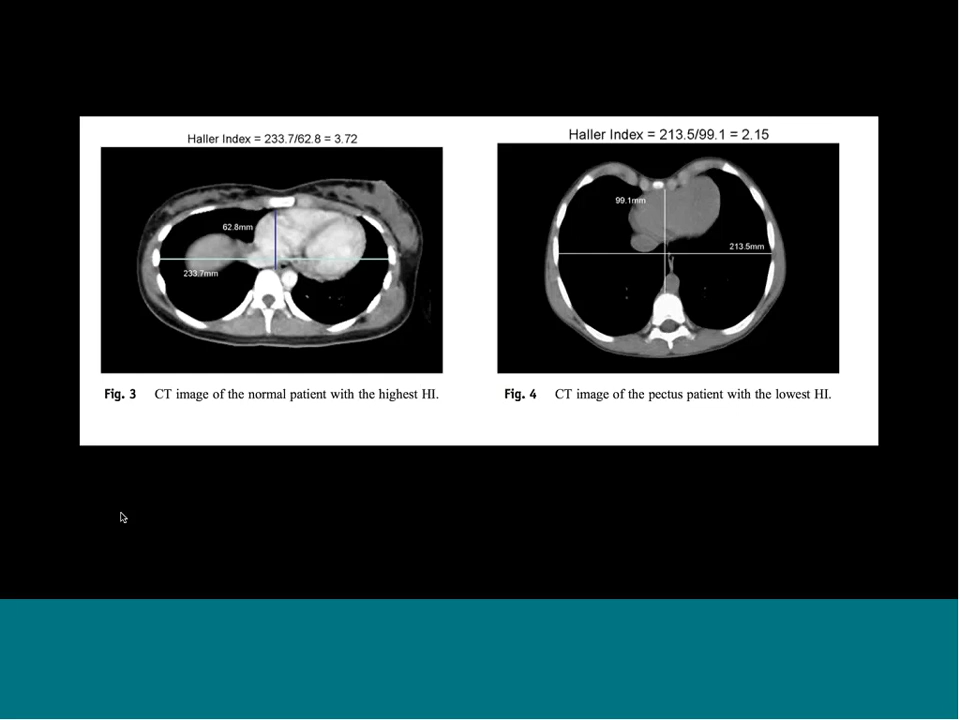 Haller Index = 233.7/62.8 = 3.72
62.8mm
233.7mm
Fig. 3 CT image of the normal patient with the highest HI.
Haller Index = 213.5/99.1 = 2.15
99.1mm
213.5mm
Fig. 4 CT image of the pectus patient with the lowest HI.